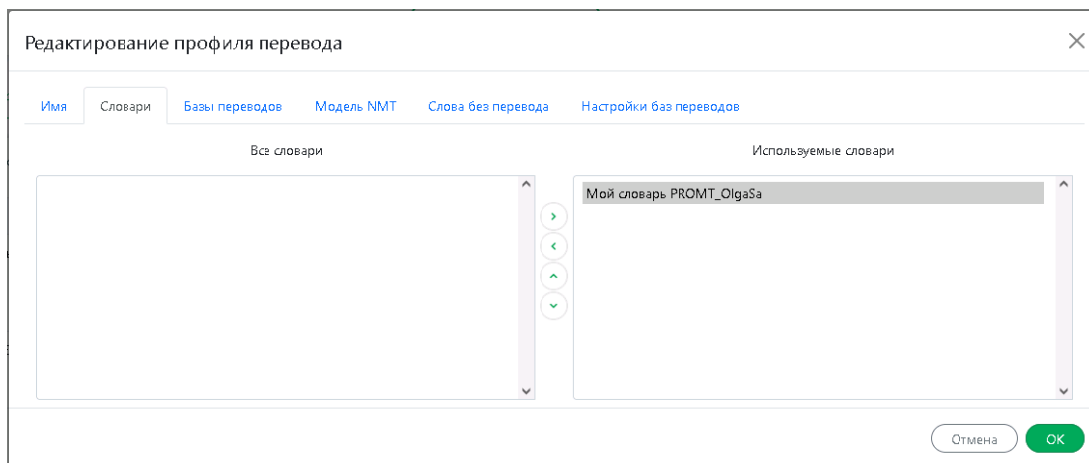 Редактирование профиля перевода
Имя Словари Базы переводов Модель NMT Слова без перевода Настройки баз переводов
Все словари Используемые словари
Мой словарь PROMT_OlgaSa
Отмена OK